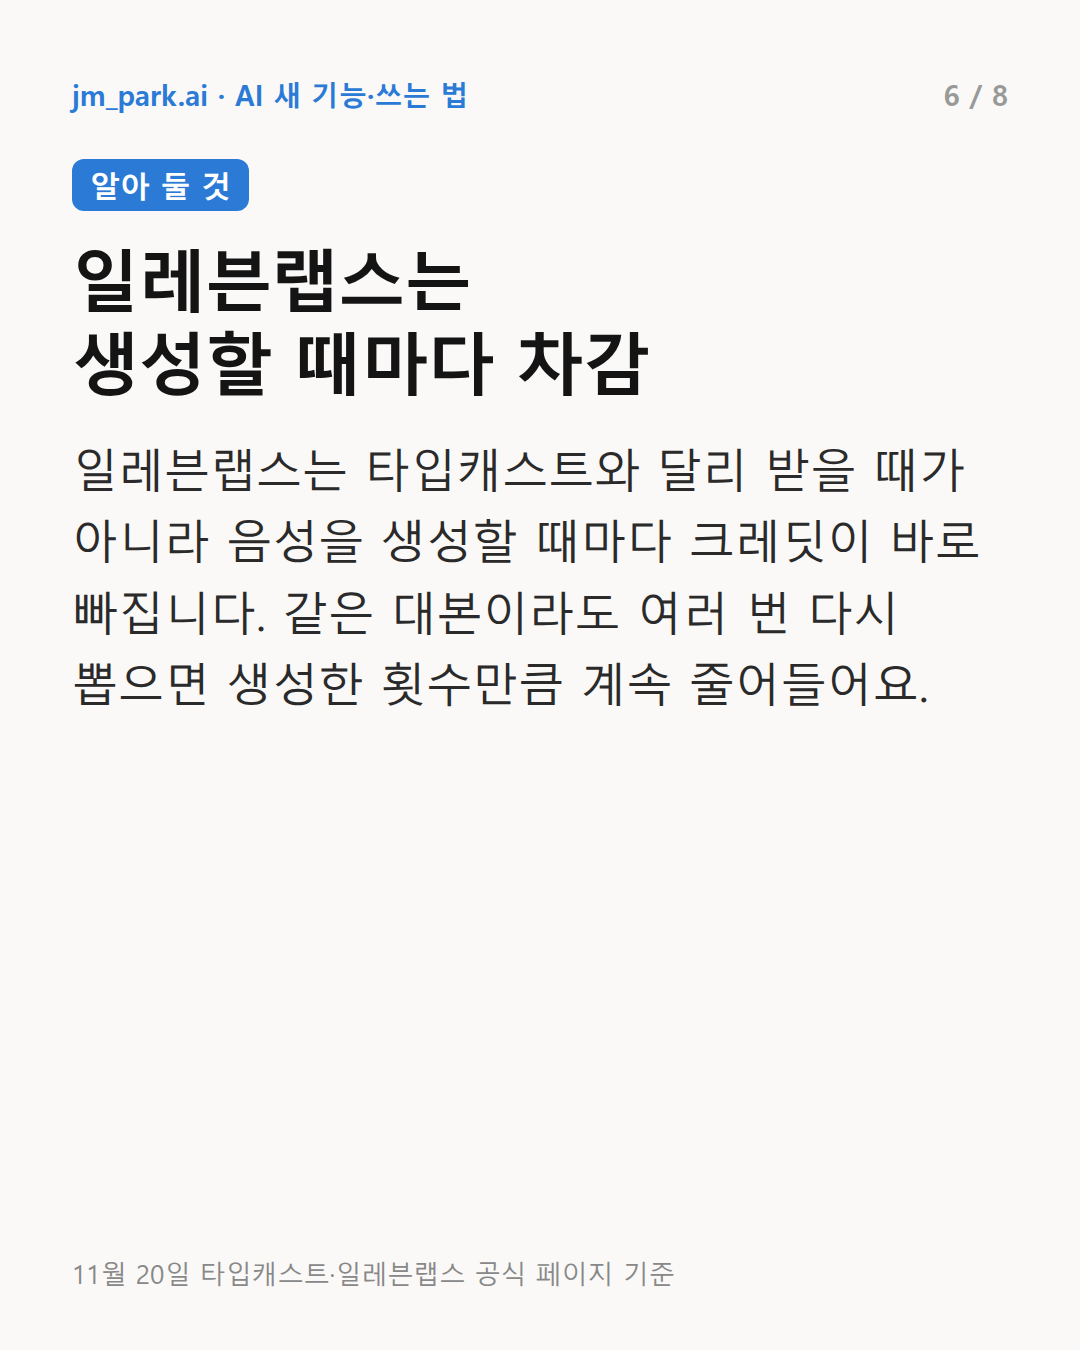 jm_park.ai · AI 새 기능·쓰는 법
6 / 8
알아 둘 것
일레븐랩스는
생성할 때마다 차감
일레븐랩스는 타입캐스트와 달리 받을 때가
아니라 음성을 생성할 때마다 크레딧이 바로
빠집니다. 같은 대본이라도 여러 번 다시
뽑으면 생성한 횟수만큼 계속 줄어들어요.
11월 20일 타입캐스트·일레븐랩스 공식 페이지 기준